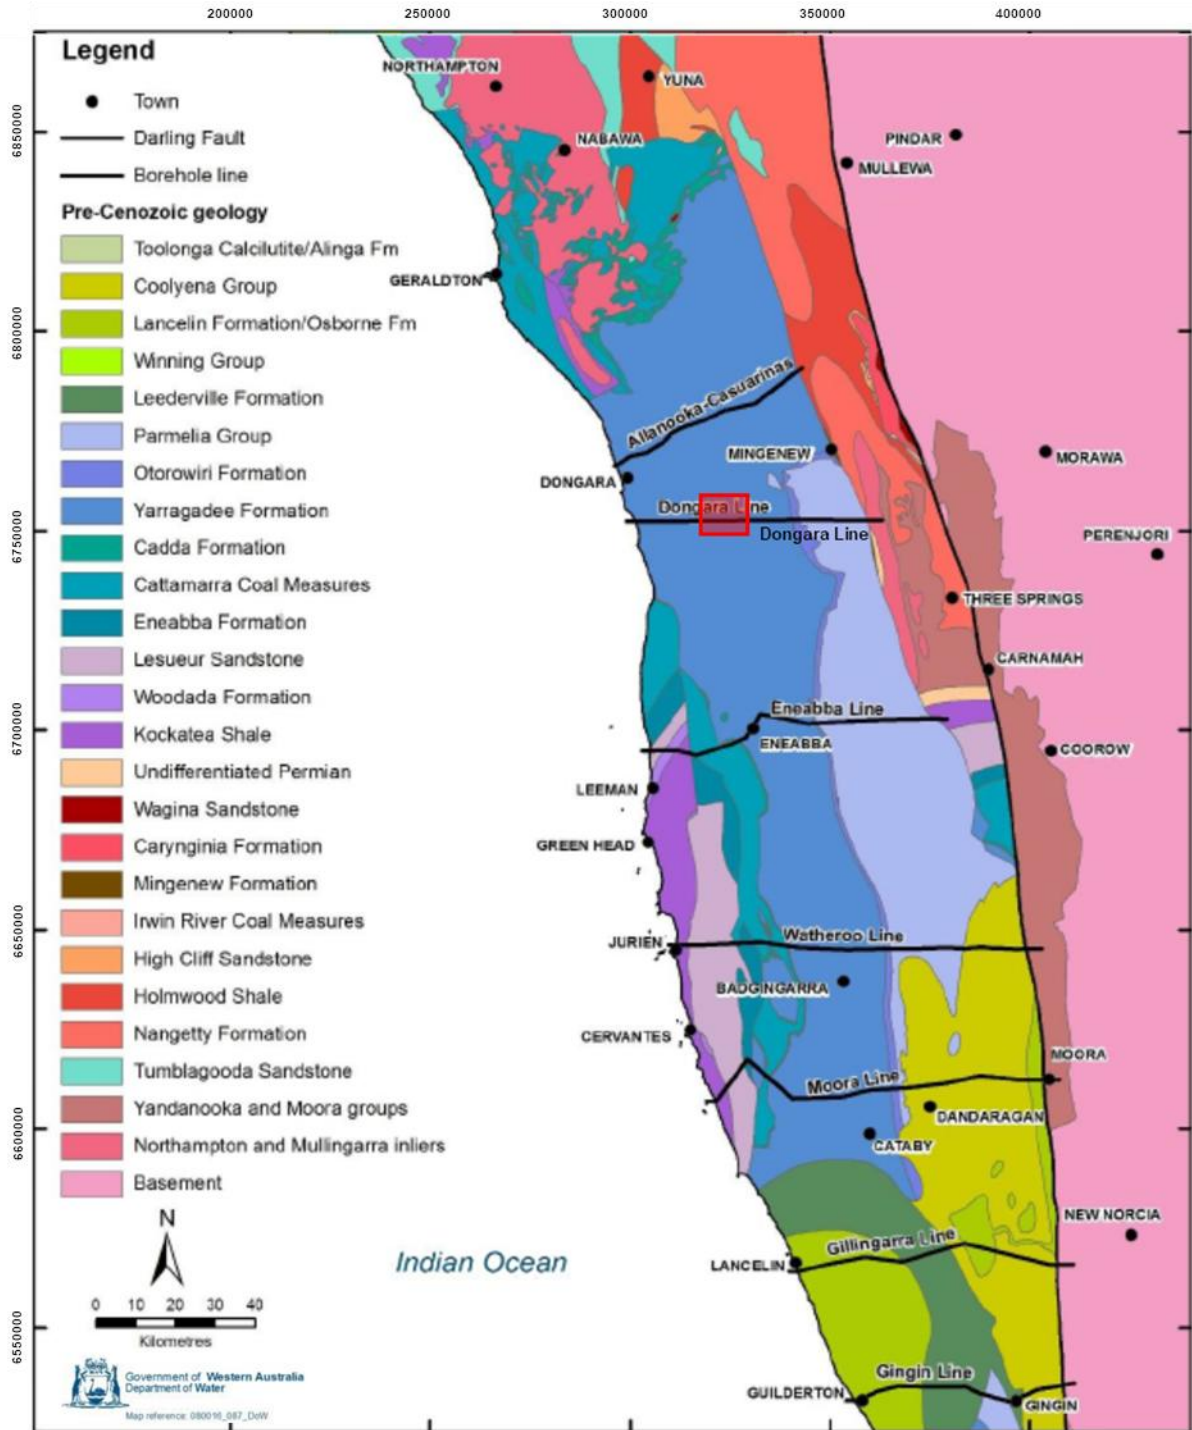 200000 250000 300000 350000 400000
Legend
Town
Darling Fault
Borehole line
Pre-Cenozoic geology
Toolonga Calcilutite/Alinga Fm
Coolyena Group
Lancelin Formation/Osborne Fm
Winning Group
Leederville Formation
Parmelia Group
Otorowiri Formation
Yarragadee Formation
Cadda Formation
Cattamarra Coal Measures
Eneabba Formation
Lesueur Sandstone
Woodada Formation
Kockatea Shale
Undifferentiated Permian
Wagina Sandstone
Carynginia Formation
Mingenew Formation
Irwin River Coal Measures
High Cliff Sandstone
Holmwood Shale
Nangetty Formation
Tumblagooda Sandstone
Yandanooka and Moora groups
Northampton and Mullingarra inliers
Basement
N
0 10 20 30 40
Kilometres
Government of Western Australia
Department of Water
Map reference: 080016_087_DoW
6850000
6800000
6750000
6700000
6650000
6600000
6550000
NORTHAMPTON
YUNA
NABAWA
PINDAR
MULLEWA
GERALDTON
Allanooka-Casuarinas
MINGENEW
MORAWA
DONGARA
Dongara Line
Dongara Line
PERENJORI
THREE SPRINGS
CARNAMAH
Eneabba Line
ENEABBA
COOROW
LEEMAN
GREEN HEAD
JURIEN
Watheroo Line
BADGINGARRA
CERVANTES
MOORA
Moora Line
DANDARAGAN
CATABY
NEW NORCIA
Gillingarra Line
LANCELIN
Indian Ocean
Gingin Line
GUILDERTON
GINGIN